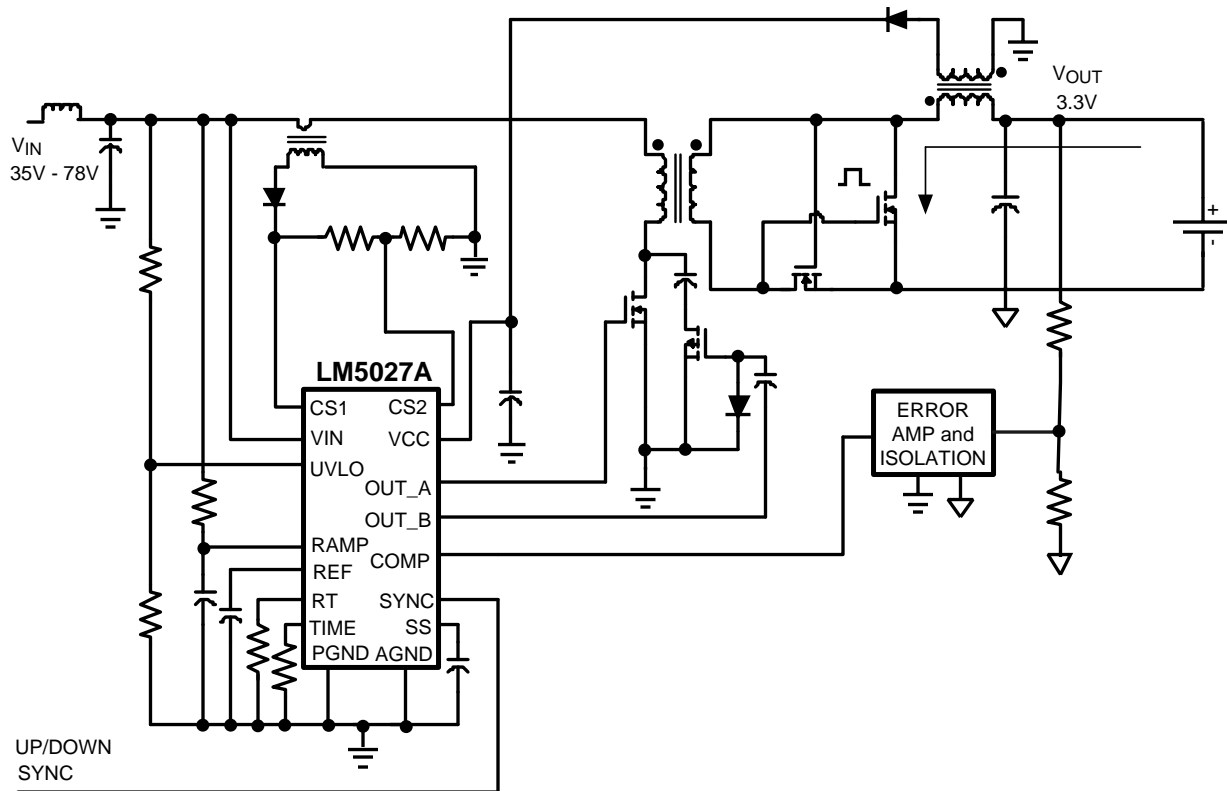 VOUT
3.3V
VIN
35V - 78V
LM5027A
CS1
CS2
VIN
VCC
UVLO
OUT_A
OUT_B
RAMP
COMP
REF
RT
SYNC
TIME
SS
PGND
AGND
ERROR
AMP and
ISOLATION
+
-
UP/DOWN
SYNC